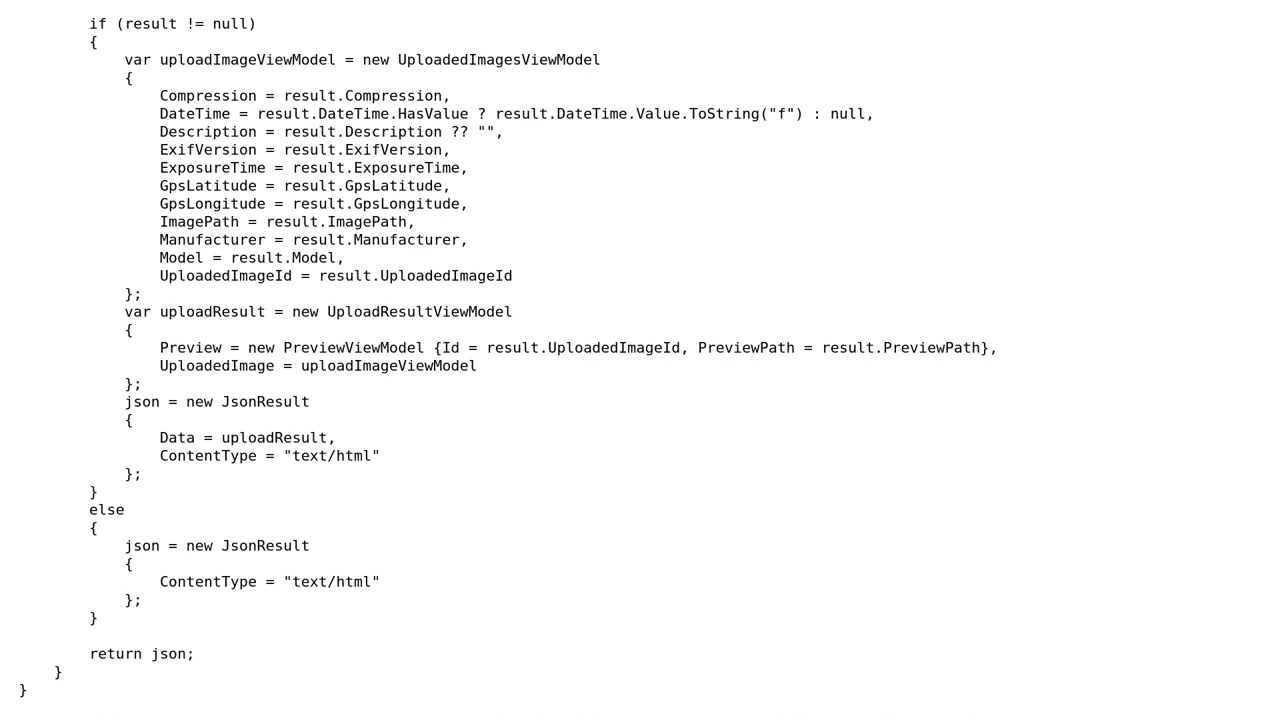 if (result != null)
        {
            var uploadImageViewModel = new UploadedImagesViewModel
            {
                Compression = result.Compression,
                DateTime = result.DateTime.HasValue ? result.DateTime.Value.ToString("f") : null,
                Description = result.Description ?? "",
                ExifVersion = result.ExifVersion,
                ExposureTime = result.ExposureTime,
                GpsLatitude = result.GpsLatitude,
                GpsLongitude = result.GpsLongitude,
                ImagePath = result.ImagePath,
                Manufacturer = result.Manufacturer,
                Model = result.Model,
                UploadedImageId = result.UploadedImageId
            };
            var uploadResult = new UploadResultViewModel
            {
                Preview = new PreviewViewModel {Id = result.UploadedImageId, PreviewPath = result.PreviewPath},
                UploadedImage = uploadImageViewModel
            };
            json = new JsonResult
            {
                Data = uploadResult,
                ContentType = "text/html"
            };
        }
        else
        {
            json = new JsonResult
            {
                ContentType = "text/html"
            };
        }

        return json;
    }
}